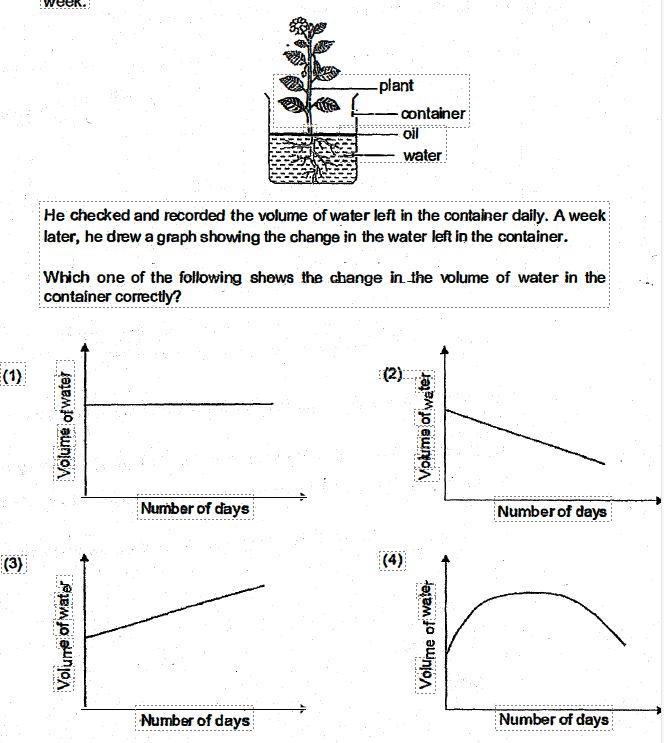 week.
plant
container
oil
water
He checked and recorded the volume of water left in the container daily. A week
later, he drew a graph showing the change in the water left in the container.
Which one of the following shows the change in the volume of water in the
container correctly?
(1)
Volume of water
Number of days
(2)
Volume of water
Number of days
(3)
Volume of water
Number of days
(4)
Volume of water
Number of days